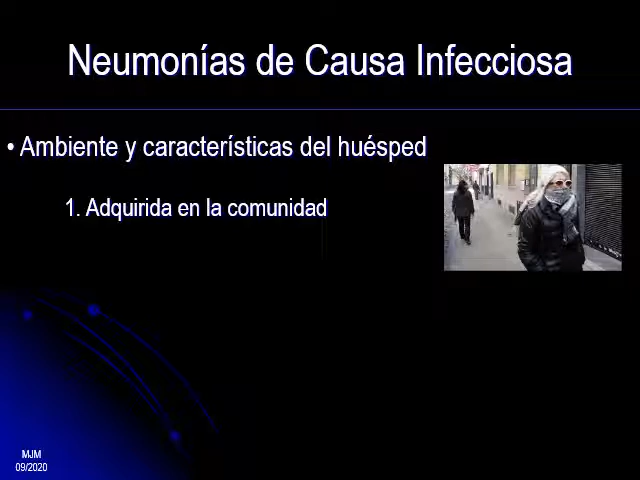 Neumonías de Causa Infecciosa
• Ambiente y características del huésped
1. Adquirida en la comunidad
MJM
09/2020